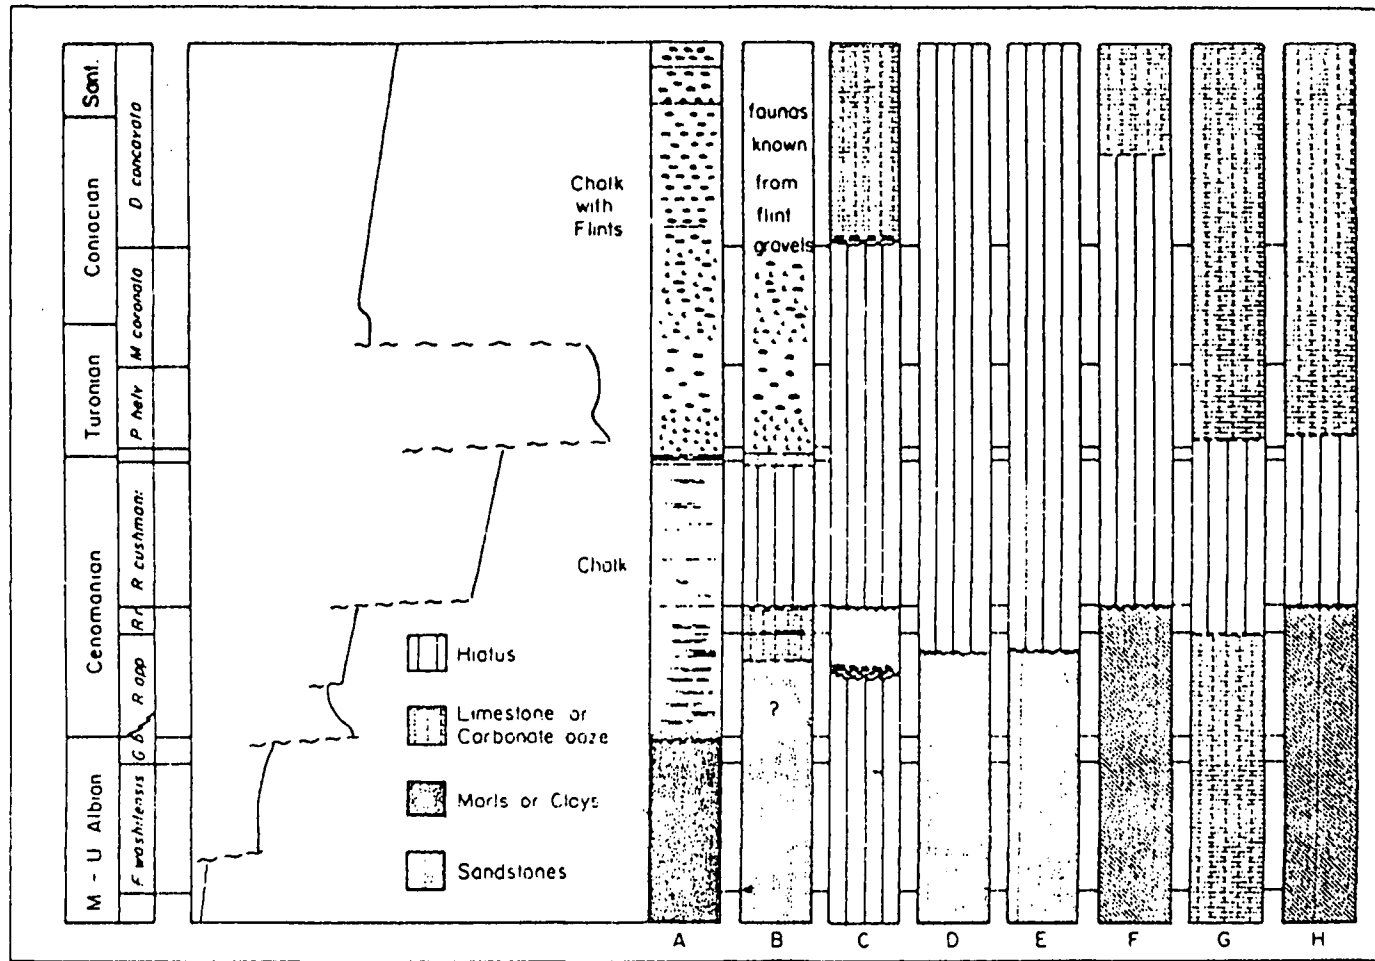 Sant.
Coniacian
Turonian
Cenomanian
M - U Albian
D concavata
M coronata
P helv
R cushman:
Rr
R app
G b
F washitensis
Chalk
with
Flints
Chalk
Hiatus
Limestone or
Carbonate ooze
Marls or Clays
Sandstones
faunas
known
from
flint
gravels
?
A B C D E F G H